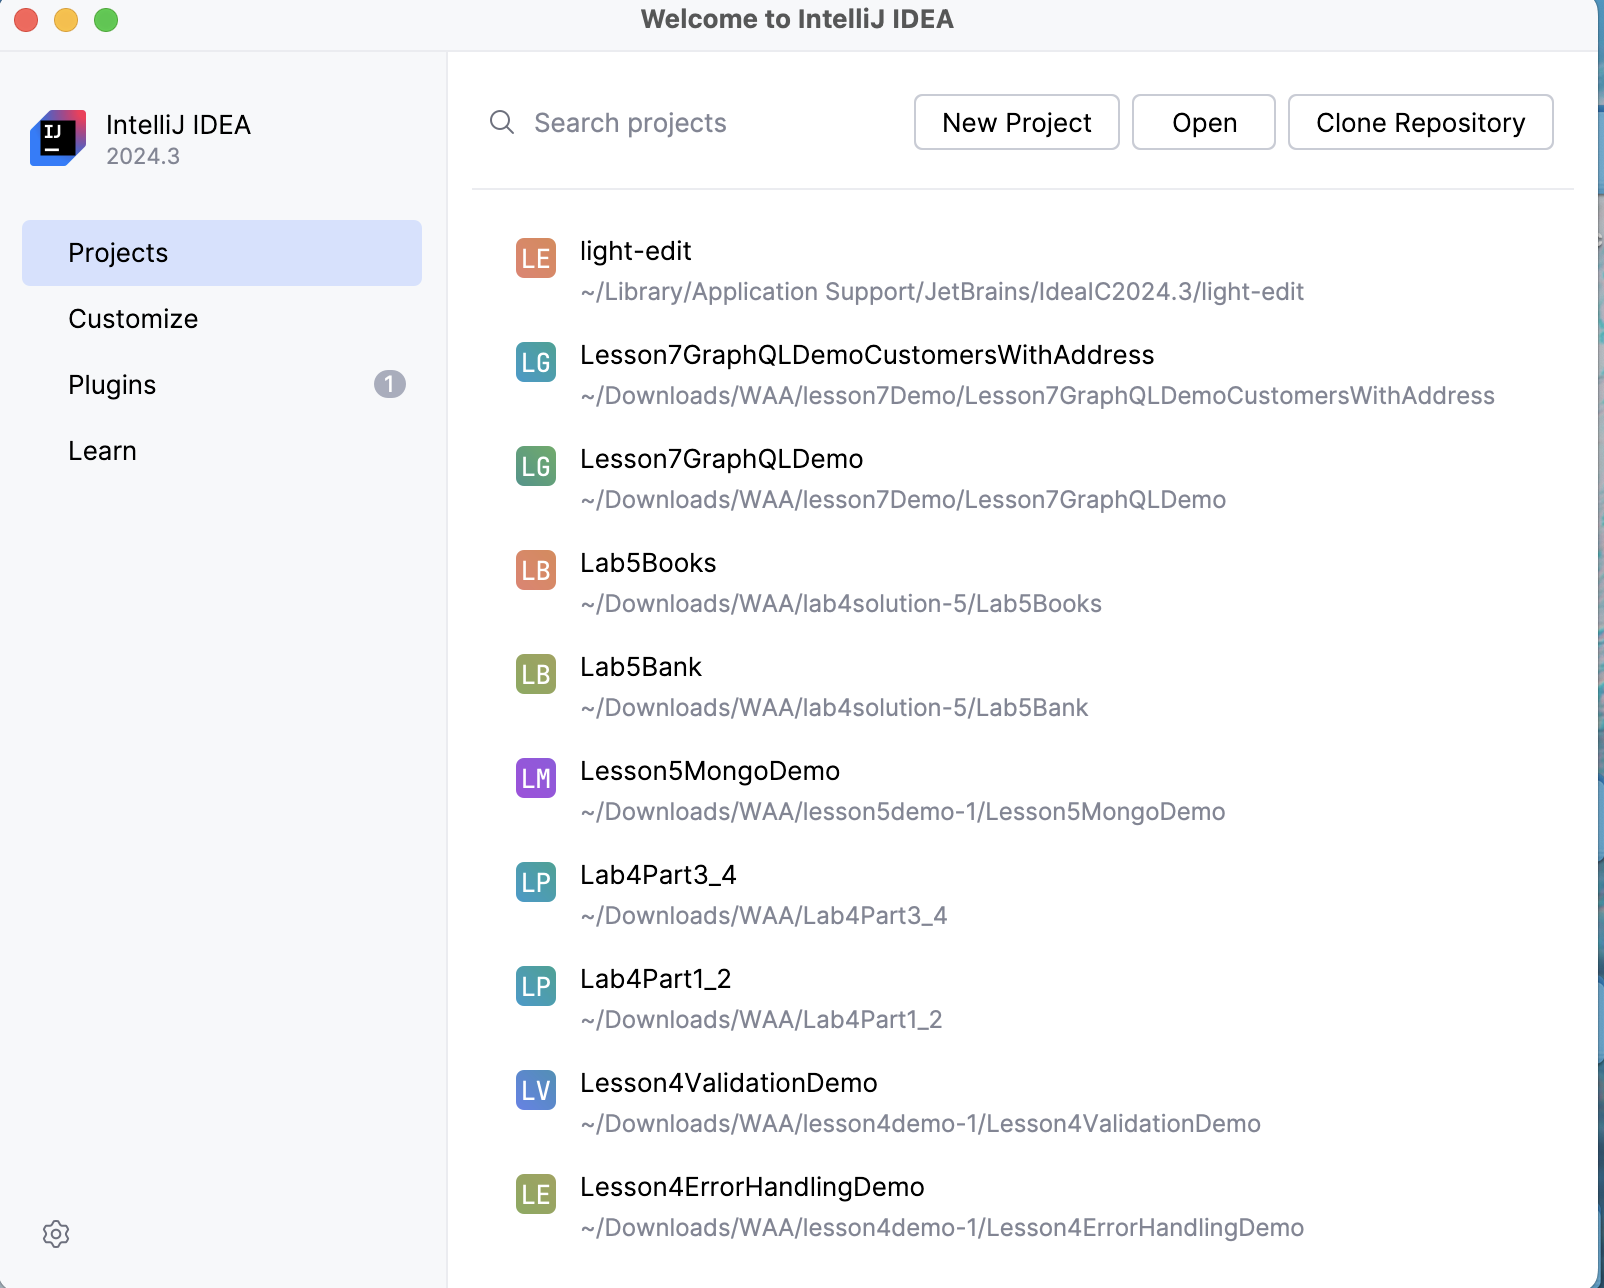 Welcome to IntelliJ IDEA
IJ
IntelliJ IDEA
2024.3
Projects
Customize
Plugins 1
Learn
Search projects
New Project
Open
Clone Repository
LE light-edit
~/Library/Application Support/JetBrains/IdeaIC2024.3/light-edit
LG Lesson7GraphQLDemoCustomersWithAddress
~/Downloads/WAA/lesson7Demo/Lesson7GraphQLDemoCustomersWithAddress
LG Lesson7GraphQLDemo
~/Downloads/WAA/lesson7Demo/Lesson7GraphQLDemo
LB Lab5Books
~/Downloads/WAA/lab4solution-5/Lab5Books
LB Lab5Bank
~/Downloads/WAA/lab4solution-5/Lab5Bank
LM Lesson5MongoDemo
~/Downloads/WAA/lesson5demo-1/Lesson5MongoDemo
LP Lab4Part3_4
~/Downloads/WAA/Lab4Part3_4
LP Lab4Part1_2
~/Downloads/WAA/Lab4Part1_2
LV Lesson4ValidationDemo
~/Downloads/WAA/lesson4demo-1/Lesson4ValidationDemo
LE Lesson4ErrorHandlingDemo
~/Downloads/WAA/lesson4demo-1/Lesson4ErrorHandlingDemo